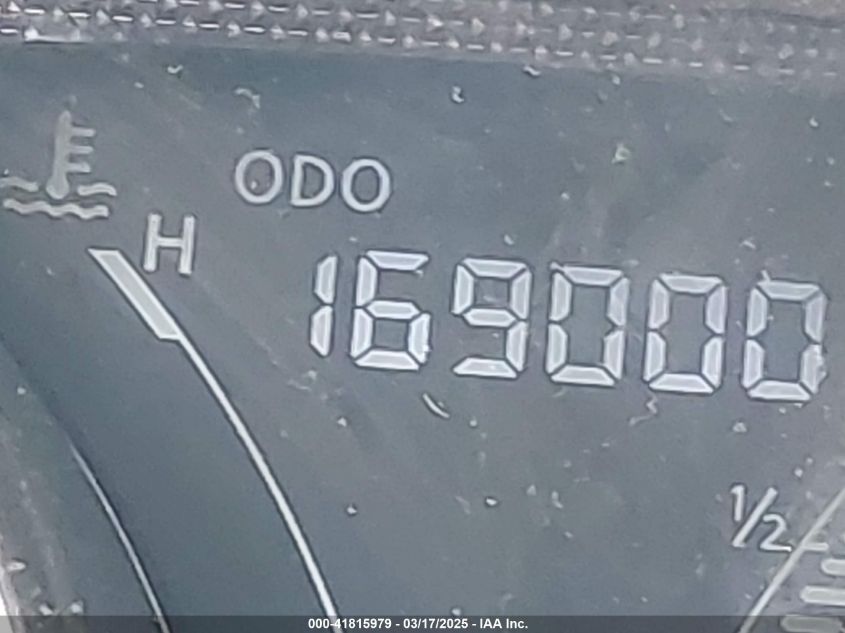 ODO
H
169000
1/2
000-41815979 - 03/17/2025 - IAA Inc.